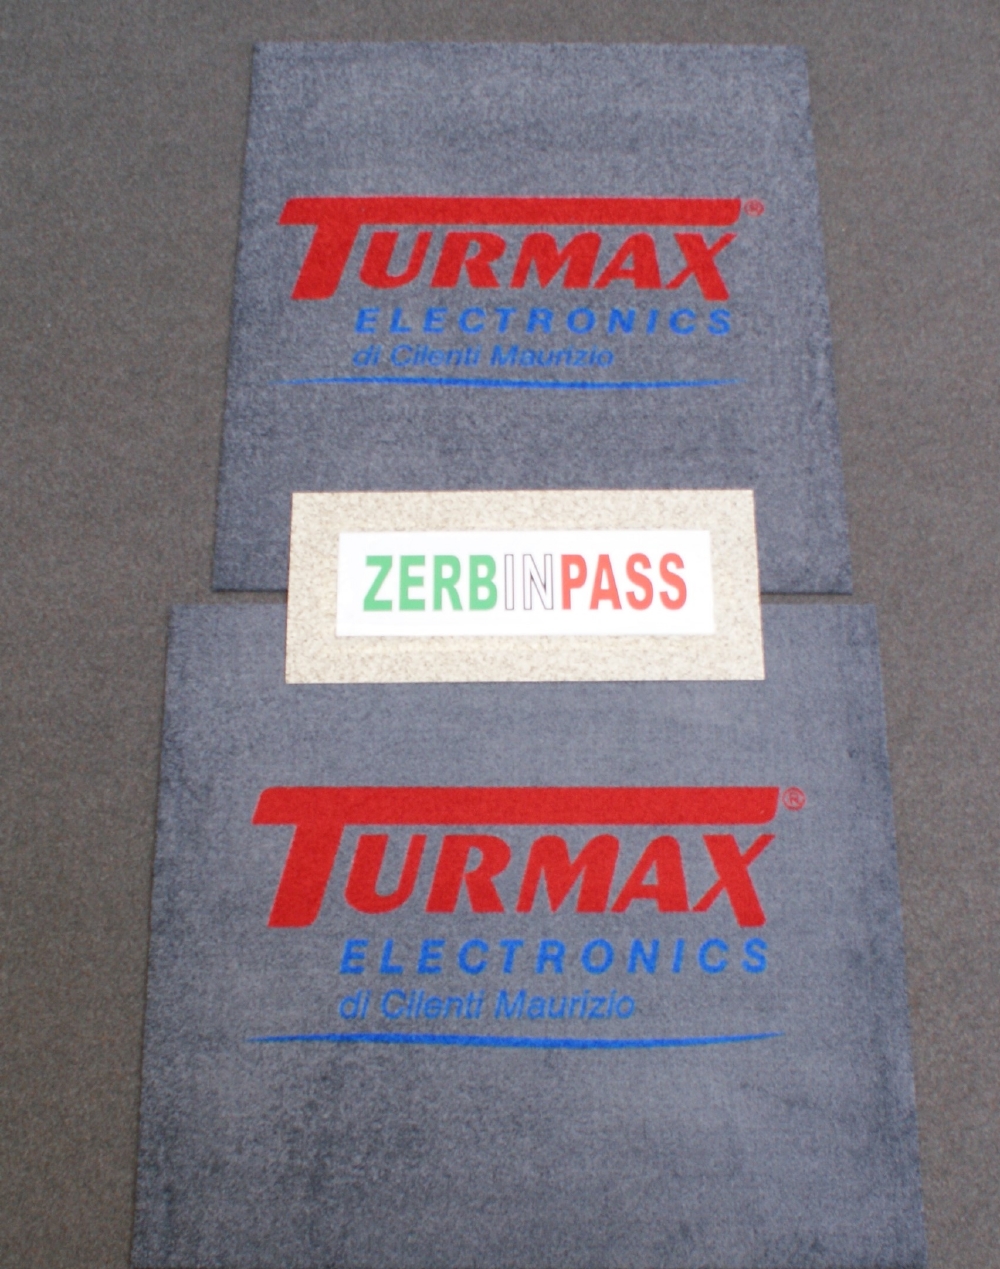 TURMAX®
ELECTRONICS
di Cilenti Maurizio
ZERBINPASS
TURMAX®
ELECTRONICS
di Cilenti Maurizio